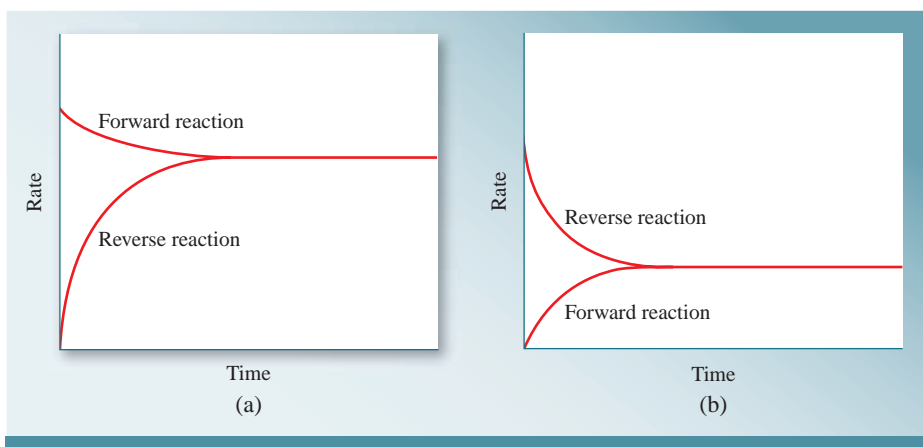 Rate
Forward reaction
Reverse reaction
Time
(a)
Rate
Reverse reaction
Forward reaction
Time
(b)